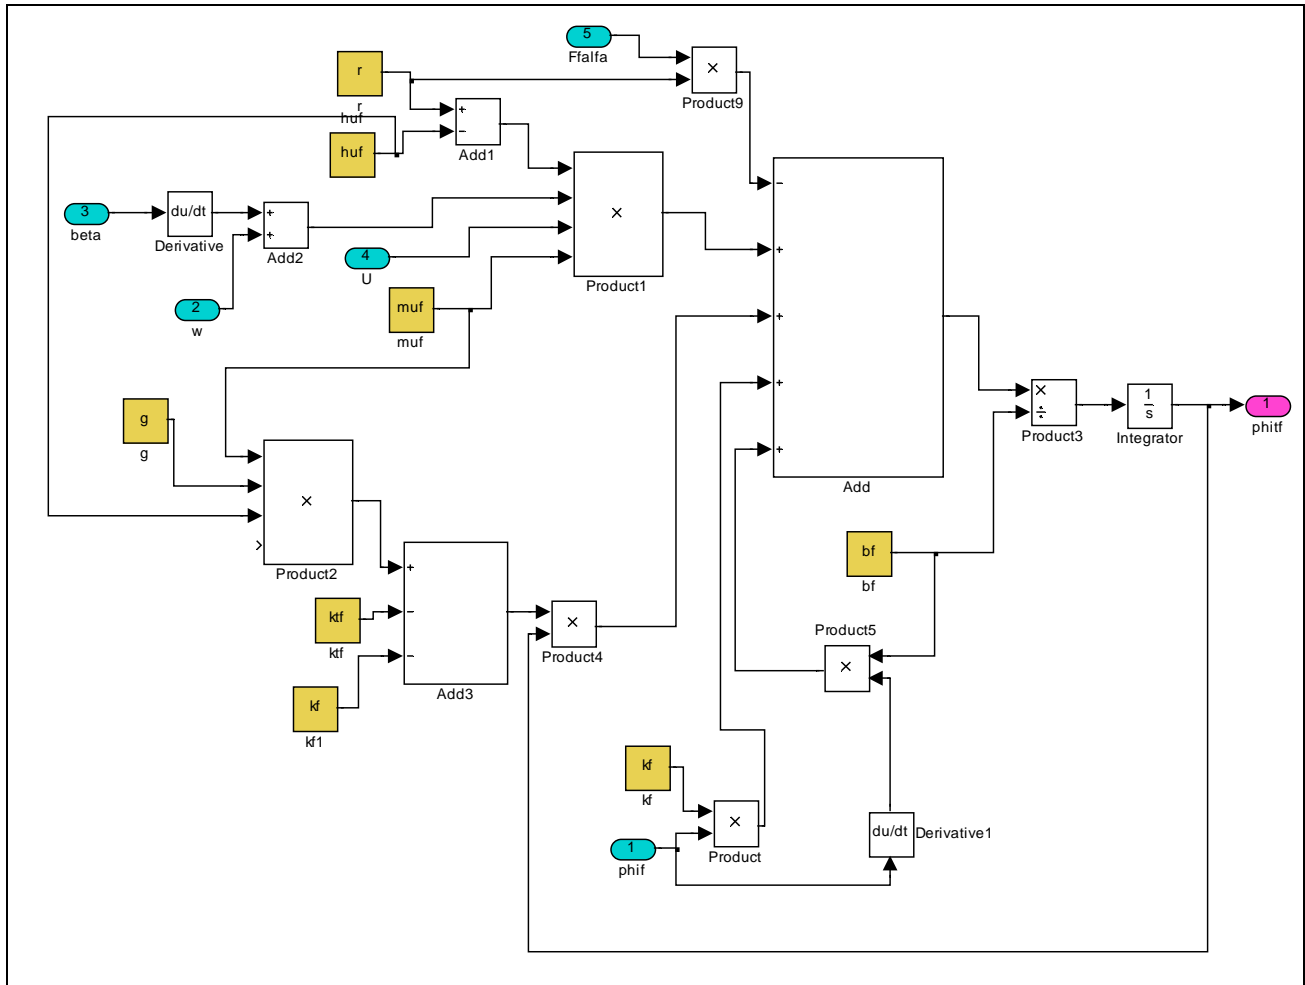 5
Ffalfa
×
Product9
r
r
huf
huf
+
−
Add1
−
3
beta
du/dt
Derivative
+
+
Add2
4
U
×
Product1
+
2
w
muf
muf
+
g
g
×
Product2
+
+
Add
×
÷
Product3
1
s
Integrator
1
phitf
bf
bf
+
−
−
Add3
ktf
ktf
kf
kf1
×
Product4
Product5
×
kf
kf
×
Product
1
phif
du/dt
Derivative1